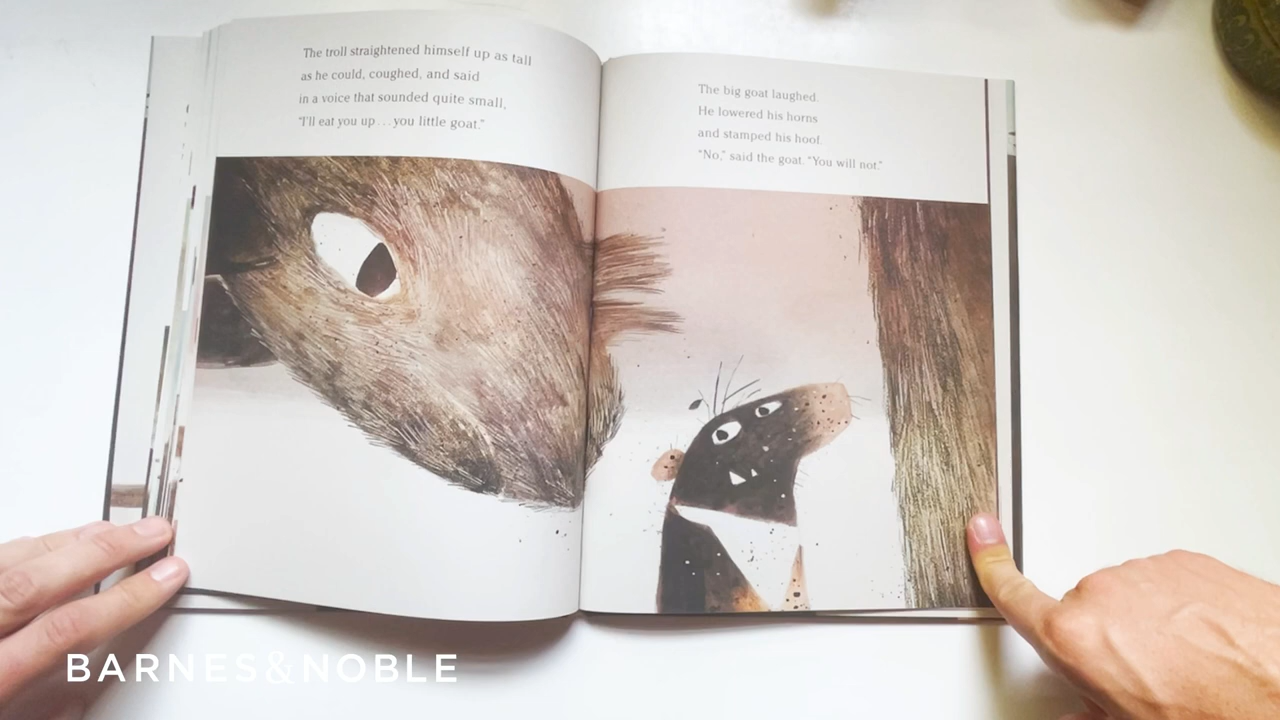 The troll straightened himself up as tall
as he could, coughed, and said
in a voice that sounded quite small,
“I’ll eat you up . . . you little goat.”
The big goat laughed.
He lowered his horns
and stamped his hoof.
“No,” said the goat. “You will not.”
BARNES&NOBLE